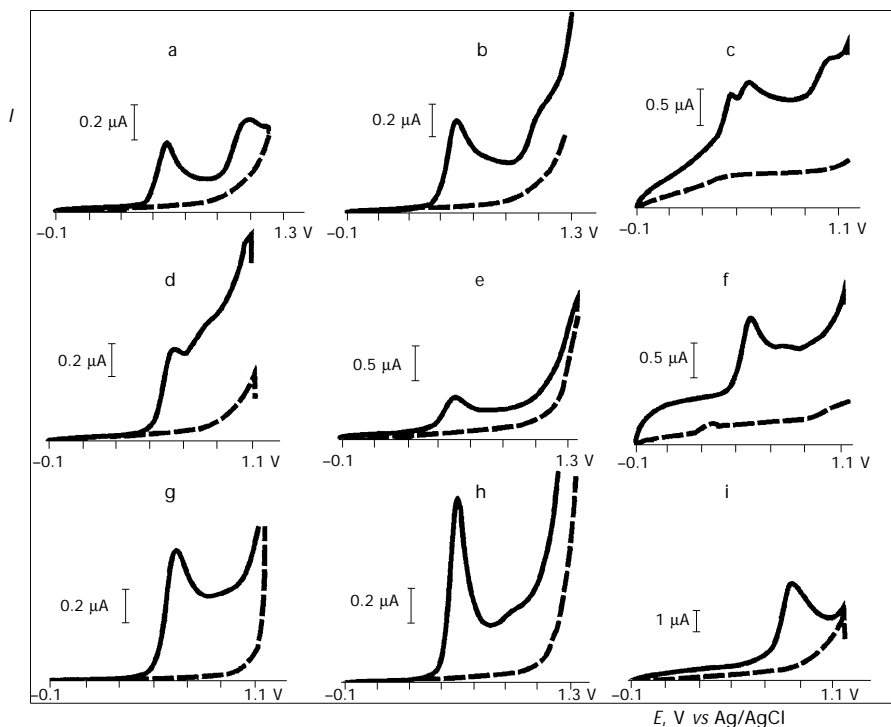 a
b
c
I
0.2 μA
0.2 μA
0.5 μA
–0.1
1.3 V
–0.1
1.3 V
–0.1
1.1 V
d
e
f
0.2 μA
0.5 μA
0.5 μA
–0.1
1.1 V
–0.1
1.3 V
–0.1
1.1 V
g
h
i
0.2 μA
0.2 μA
1 μA
–0.1
1.1 V
–0.1
1.3 V
–0.1
1.1 V
E, V vs Ag/AgCl